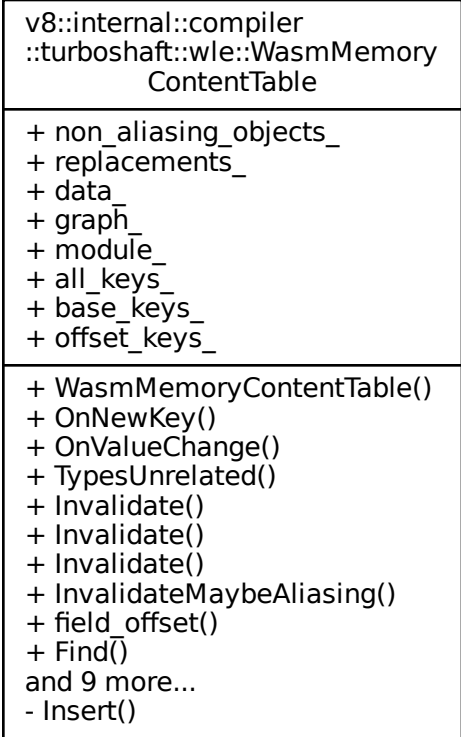 v8::internal::compiler
::turboshaft::wle::WasmMemory
ContentTable
+ non_aliasing_objects_
+ replacements_
+ data_
+ graph_
+ module_
+ all_keys_
+ base_keys_
+ offset_keys_
+ WasmMemoryContentTable()
+ OnNewKey()
+ OnValueChange()
+ TypesUnrelated()
+ Invalidate()
+ Invalidate()
+ Invalidate()
+ InvalidateMaybeAliasing()
+ field_offset()
+ Find()
and 9 more...
- Insert()